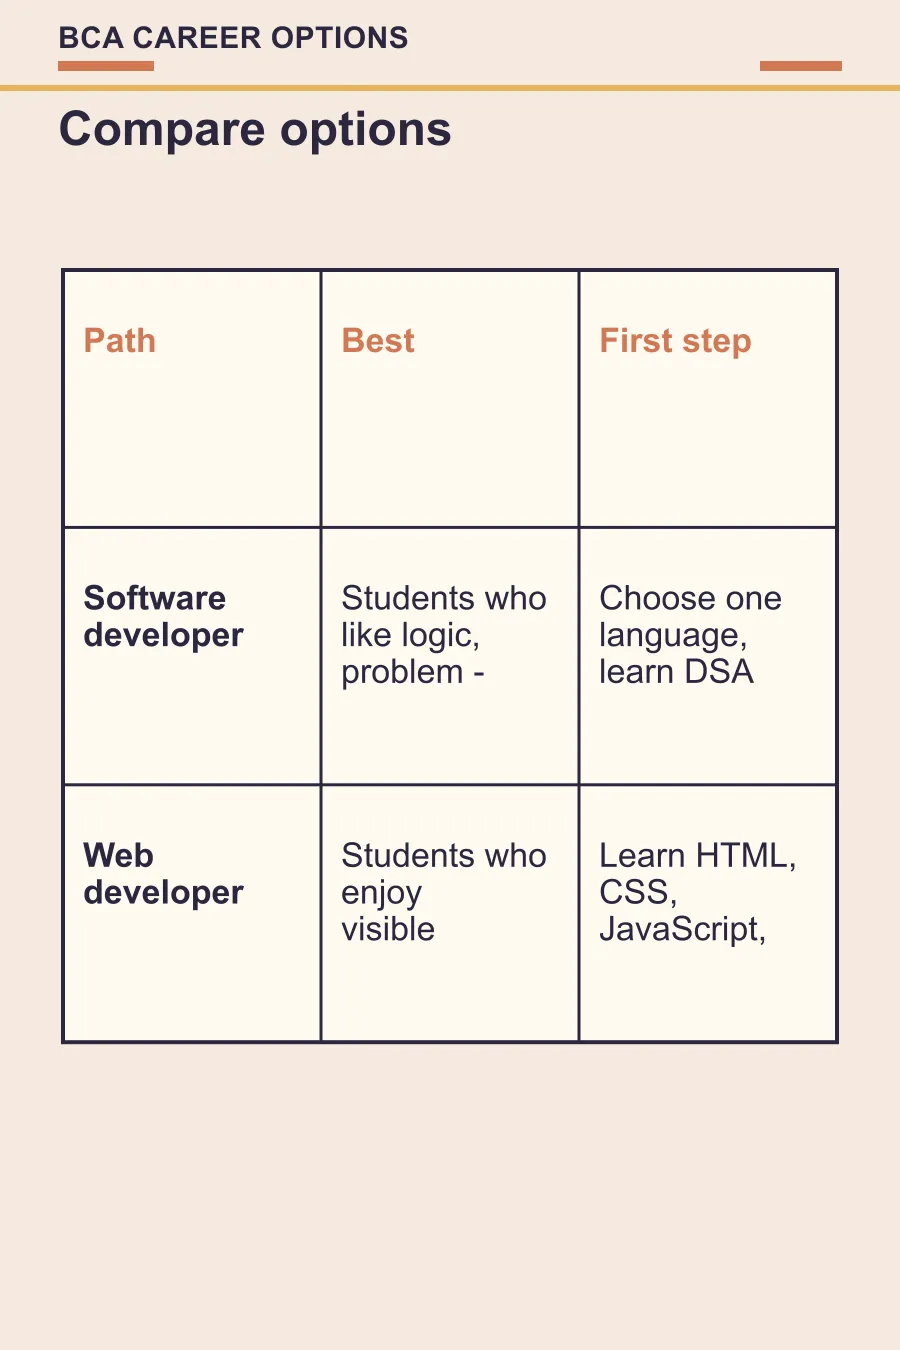 BCA CAREER OPTIONS
Compare options
Path
Best
First step
Software
developer
Students who
like logic,
problem -
Choose one
language,
learn DSA
Web
developer
Students who
enjoy
visible
Learn HTML,
CSS,
JavaScript,